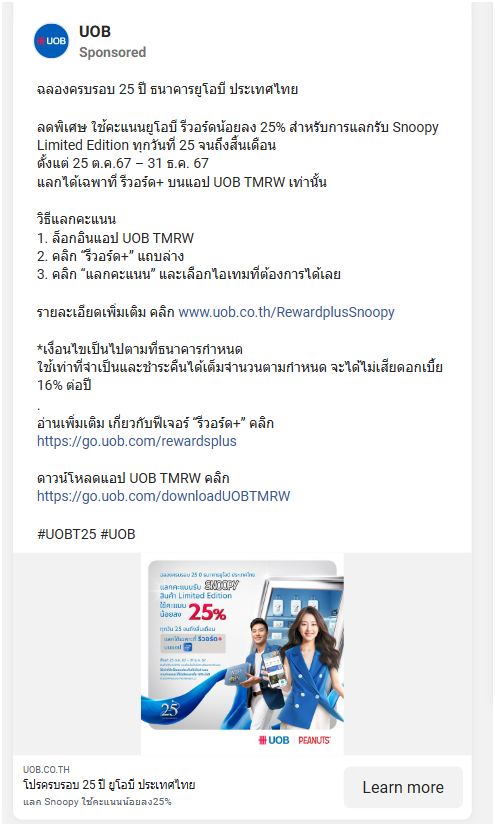 UOB
UOB
Sponsored
ฉลองครบรอบ 25 ปี ธนาคารยูโอบี ประเทศไทย
ลดพิเศษ ใช้คะแนนยูโอบี รีวอร์ดน้อยลง 25% สำหรับการแลกรับ Snoopy
Limited Edition ทุกวันที่ 25 จนถึงสิ้นเดือน
ตั้งแต่ 25 ต.ค.67 – 31 ธ.ค. 67
แลกได้เฉพาที่ รีวอร์ด+ บนแอป UOB TMRW เท่านั้น
วิธีแลกคะแนน
1. ล็อกอินแอป UOB TMRW
2. คลิก “รีวอร์ด+” แถบล่าง
3. คลิก “แลกคะแนน” และเลือกไอเทมที่ต้องการได้เลย
รายละเอียดเพิ่มเติม คลิก www.uob.co.th/RewardplusSnoopy
*เงื่อนไขเป็นไปตามที่ธนาคารกำหนด
ใช้เท่าที่จำเป็นและชำระคืนได้เต็มจำนวนตามกำหนด จะได้ไม่เสียดอกเบี้ย
16% ต่อปี
.
อ่านเพิ่มเติม เกี่ยวกับฟีเจอร์ “รีวอร์ด+” คลิก
https://go.uob.com/rewardsplus
ดาวน์โหลดแอป UOB TMRW คลิก
https://go.uob.com/downloadUOBTMRW
#UOBT25 #UOB
ฉลองครบรอบ 25 ปี ธนาคารยูโอบี ประเทศไทย
แลกคะแนนรับ SNOOPY
สินค้า Limited Edition
ใช้คะแนน
น้อยลง 25%
ทุกวันที่ 25 จนถึงสิ้นเดือน
แลกได้เฉพาะที่ รีวอร์ด+
บนแอป
25
UOB | PEANUTS
UOB.CO.TH
โปรครบรอบ 25 ปี ยูโอบี ประเทศไทย
แลก Snoopy ใช้คะแนนน้อยลง25%
Learn more